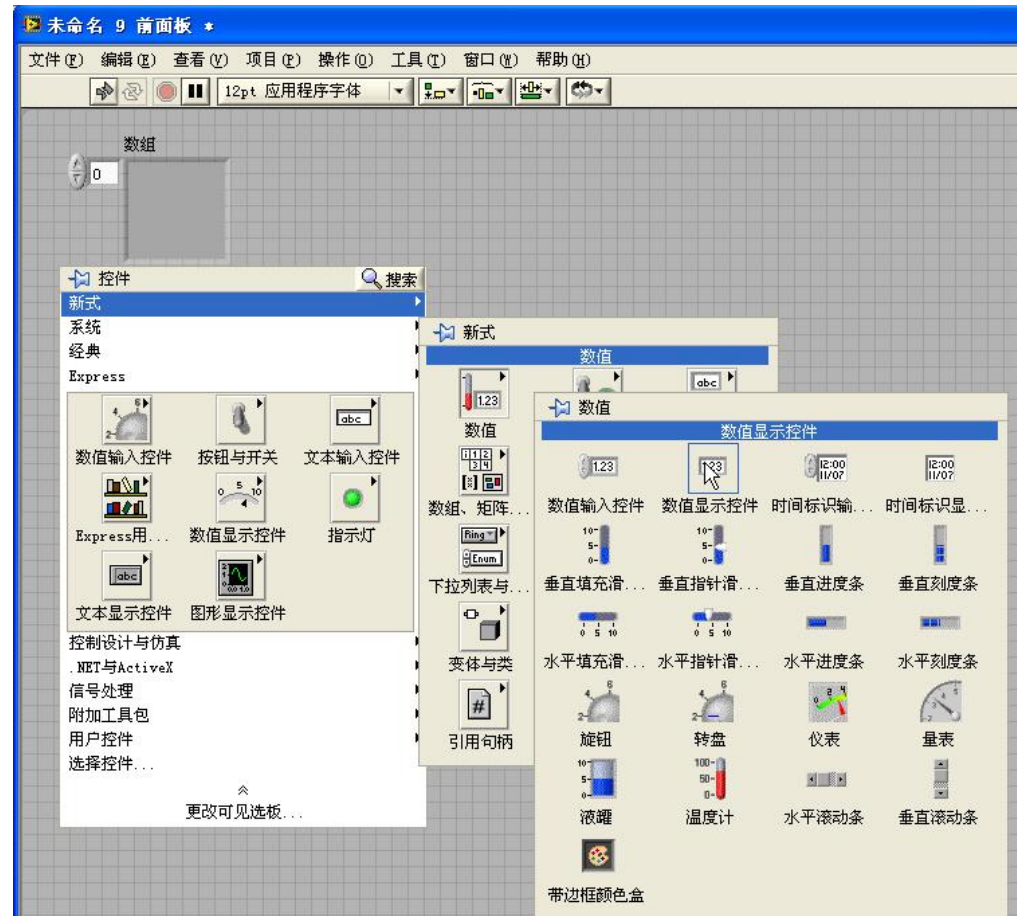 未命名 9 前面板 *
文件(F) 编辑(E) 查看(V) 项目(P) 操作(O) 工具(T) 窗口(W) 帮助(H)
12pt 应用程序字体
数组
0
控件 搜索
新式
系统
经典
Express
数值输入控件 按钮与开关 文本输入控件
Express用... 数值显示控件 指示灯
文本显示控件 图形显示控件
控制设计与仿真
.NET与ActiveX
信号处理
附加工具包
用户控件
选择控件...
更改可见选板...
新式
数值
数值
数组、矩阵...
下拉列表与...
变体与类
引用句柄
数值
数值显示控件
数值输入控件 数值显示控件 时间标识输... 时间标识显...
垂直填充滑... 垂直指针滑... 垂直进度条 垂直刻度条
水平填充滑... 水平指针滑... 水平进度条 水平刻度条
旋钮 转盘 仪表 量表
液罐 温度计 水平滚动条 垂直滚动条
带边框颜色盒